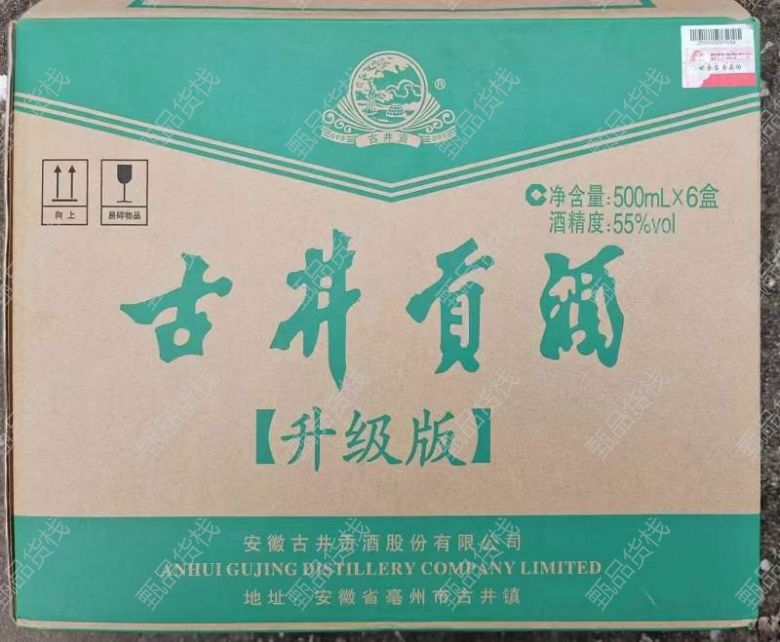 古井贡
®
向上
易碎物品
净含量:500mL×6盒
酒精度:55%vol
古井贡酒
【升级版】
安徽古井贡酒股份有限公司
ANHUI GUJING DISTILLERY COMPANY LIMITED
地址:安徽省亳州市古井镇
甄品货栈